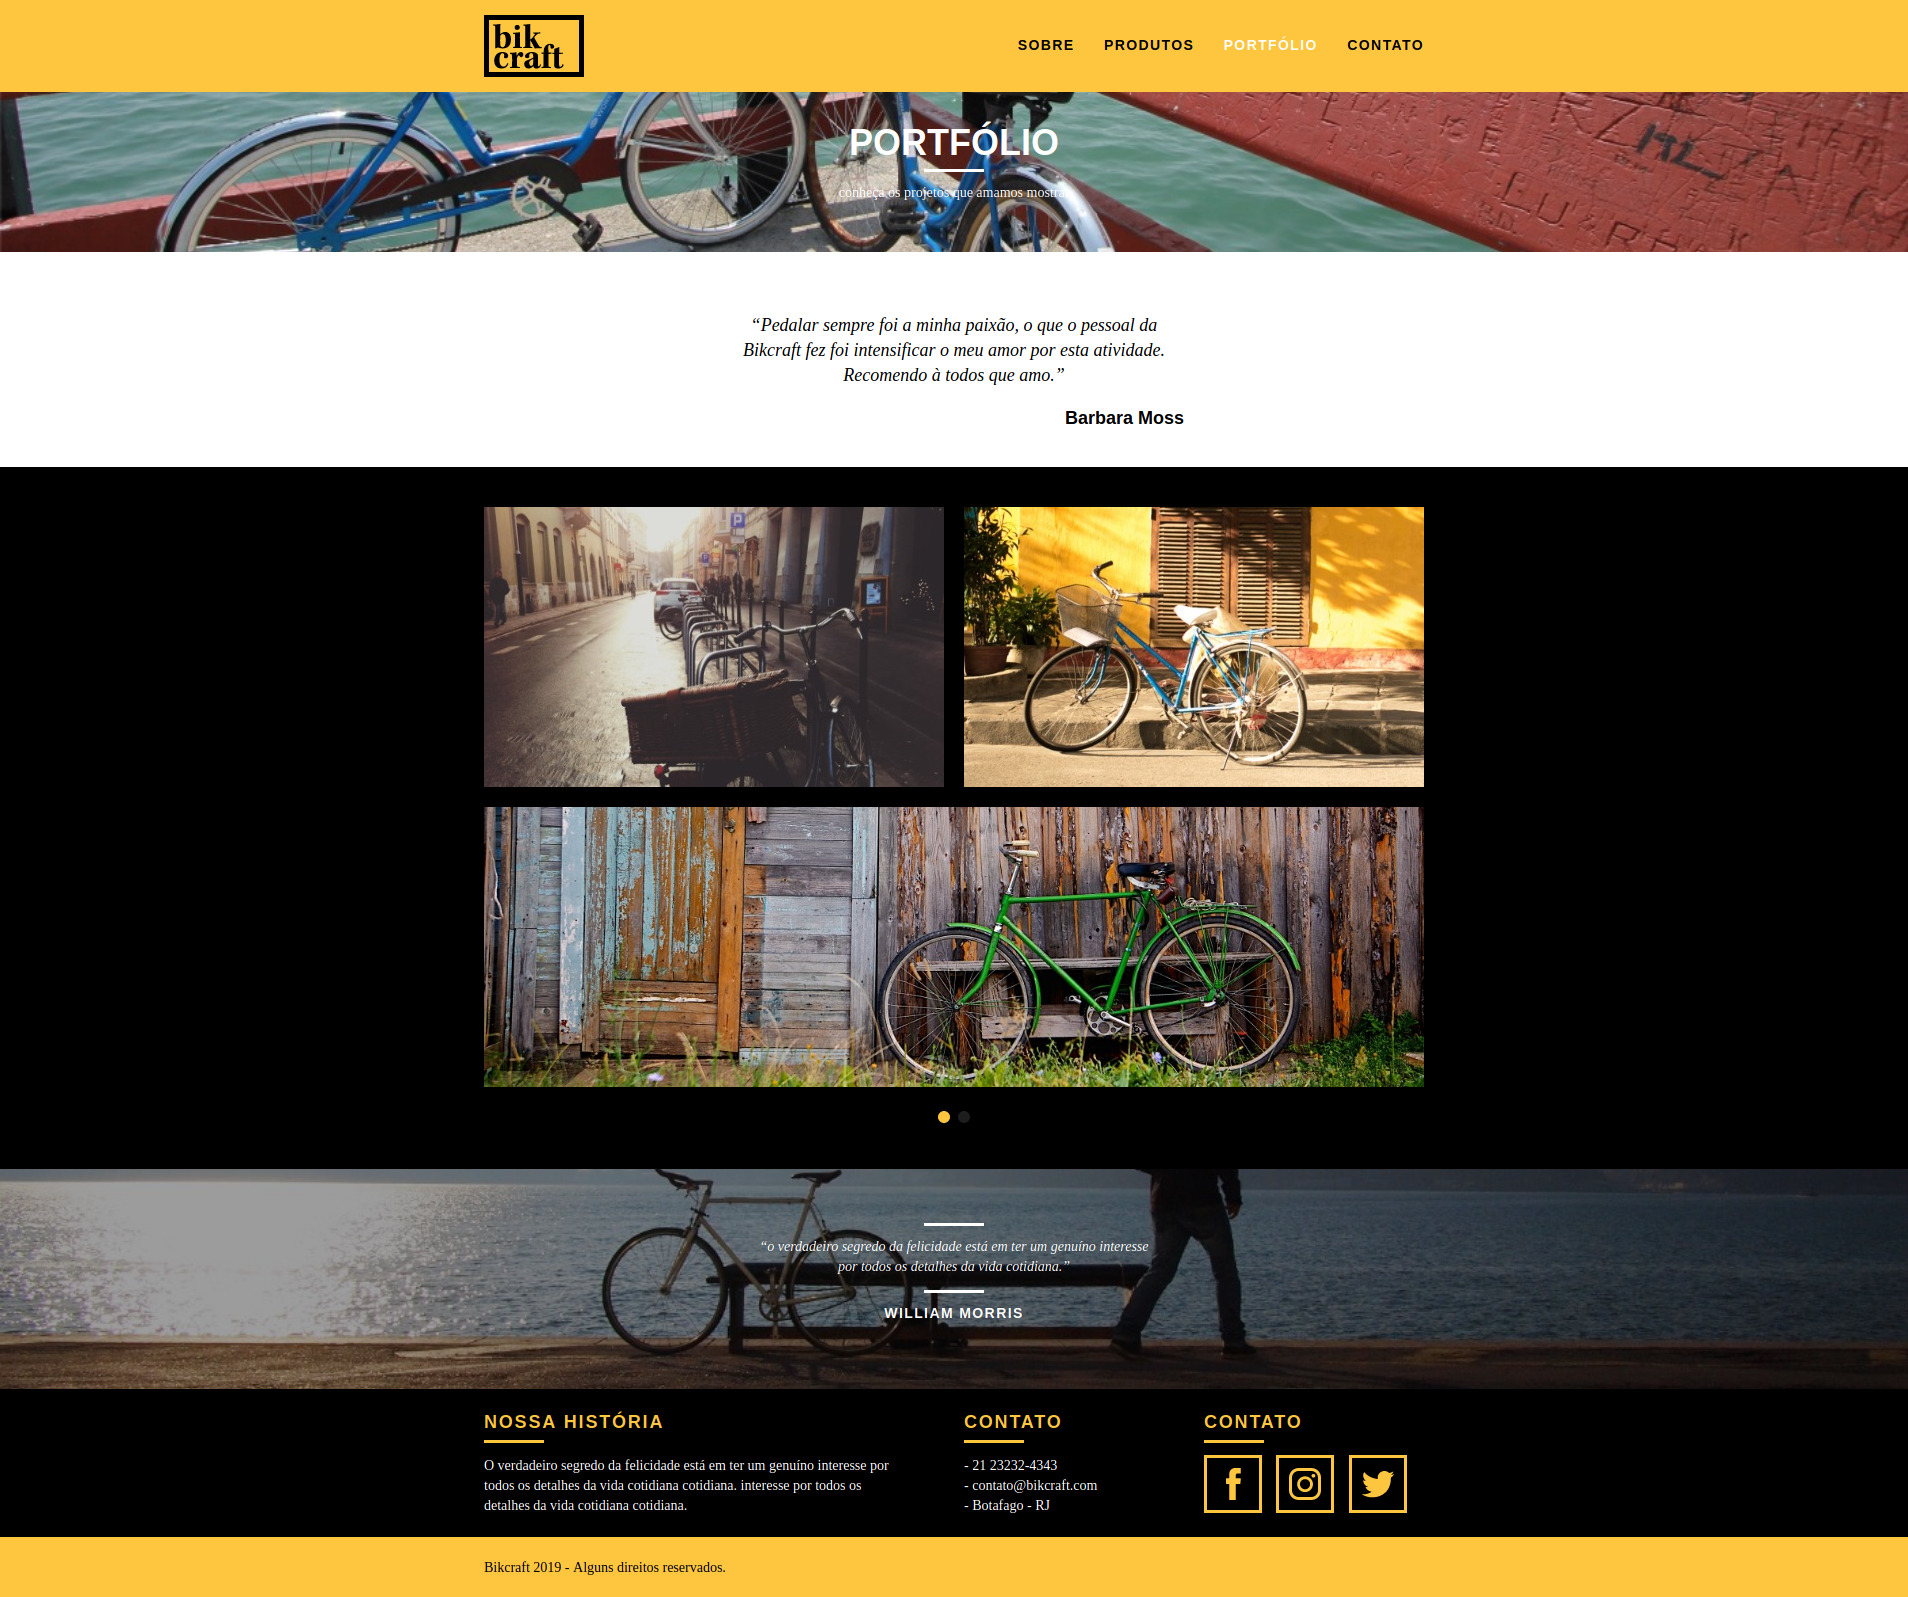 bik
craft
SOBRE PRODUTOS PORTFÓLIO CONTATO
PORTFÓLIO
conheça os projetos que amamos mostrar
“Pedalar sempre foi a minha paixão, o que o pessoal da
Bikcraft fez foi intensificar o meu amor por esta atividade.
Recomendo à todos que amo.”
Barbara Moss
“o verdadeiro segredo da felicidade está em ter um genuíno interesse
por todos os detalhes da vida cotidiana.”
WILLIAM MORRIS
NOSSA HISTÓRIA
O verdadeiro segredo da felicidade está em ter um genuíno interesse por
todos os detalhes da vida cotidiana cotidiana. interesse por todos os
detalhes da vida cotidiana cotidiana.
CONTATO
- 21 23232-4343
- contato@bikcraft.com
- Botafago - RJ
CONTATO
Bikcraft 2019 - Alguns direitos reservados.